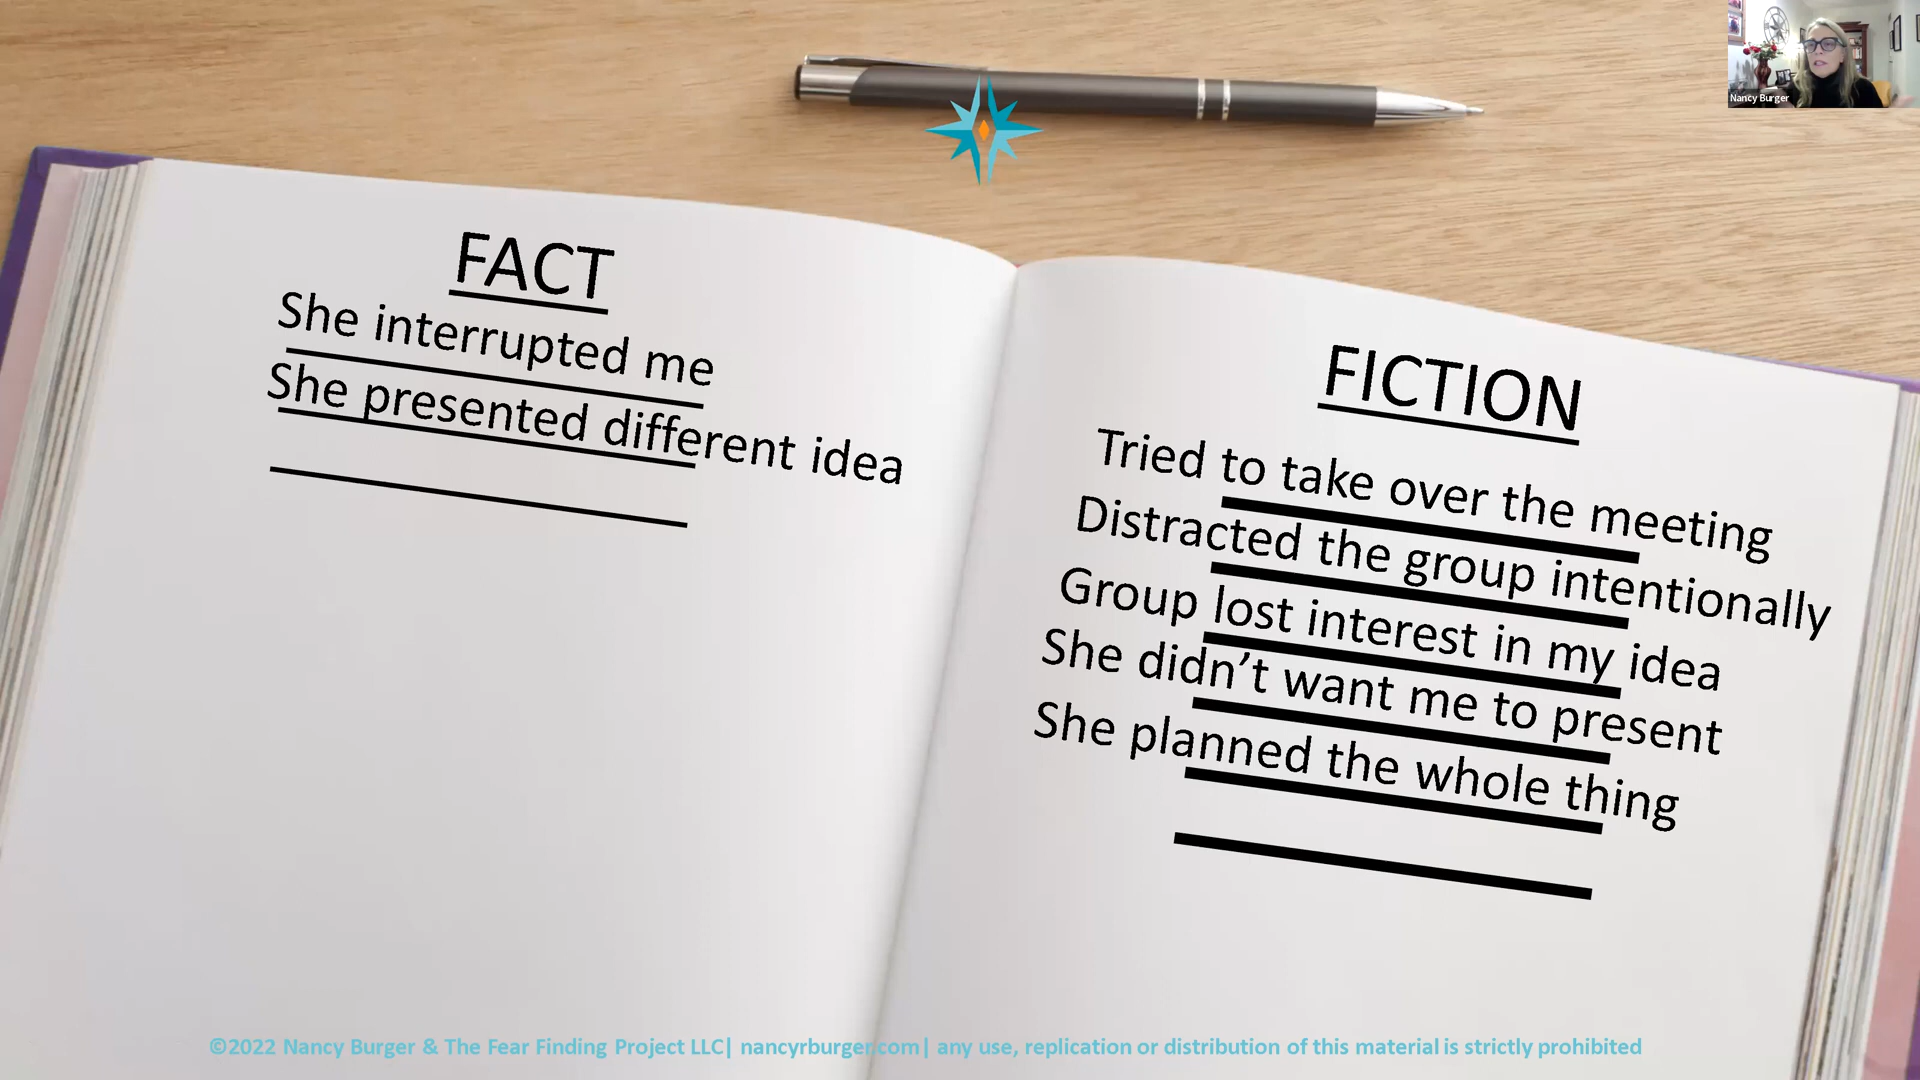 Nancy Burger
FACT
She interrupted me
She presented different idea
FICTION
Tried to take over the meeting
Distracted the group intentionally
Group lost interest in my idea
She didn’t want me to present
She planned the whole thing
©2022 Nancy Burger & The Fear Finding Project LLC| nancyrburger.com| any use, replication or distribution of this material is strictly prohibited